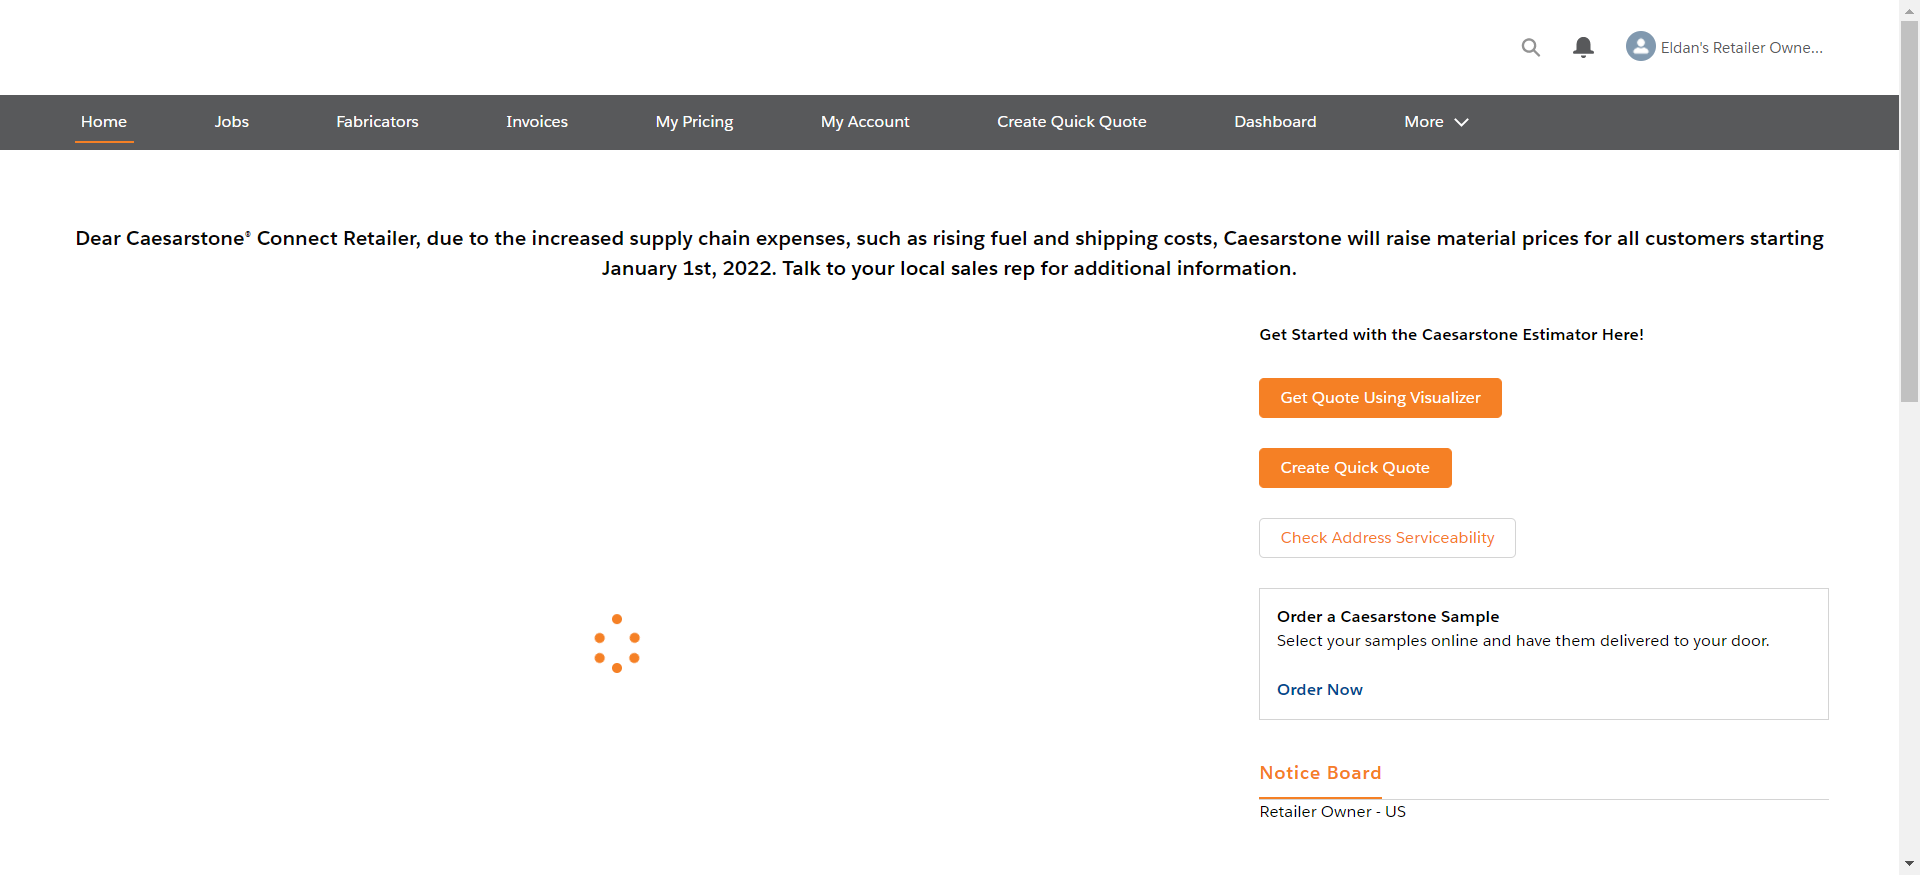 Eldan's Retailer Owne...
Home Jobs Fabricators Invoices My Pricing My Account Create Quick Quote Dashboard More
Dear Caesarstone® Connect Retailer, due to the increased supply chain expenses, such as rising fuel and shipping costs, Caesarstone will raise material prices for all customers starting
January 1st, 2022. Talk to your local sales rep for additional information.
Get Started with the Caesarstone Estimator Here!
Get Quote Using Visualizer
Create Quick Quote
Check Address Serviceability
Order a Caesarstone Sample
Select your samples online and have them delivered to your door.
Order Now
Notice Board
Retailer Owner - US